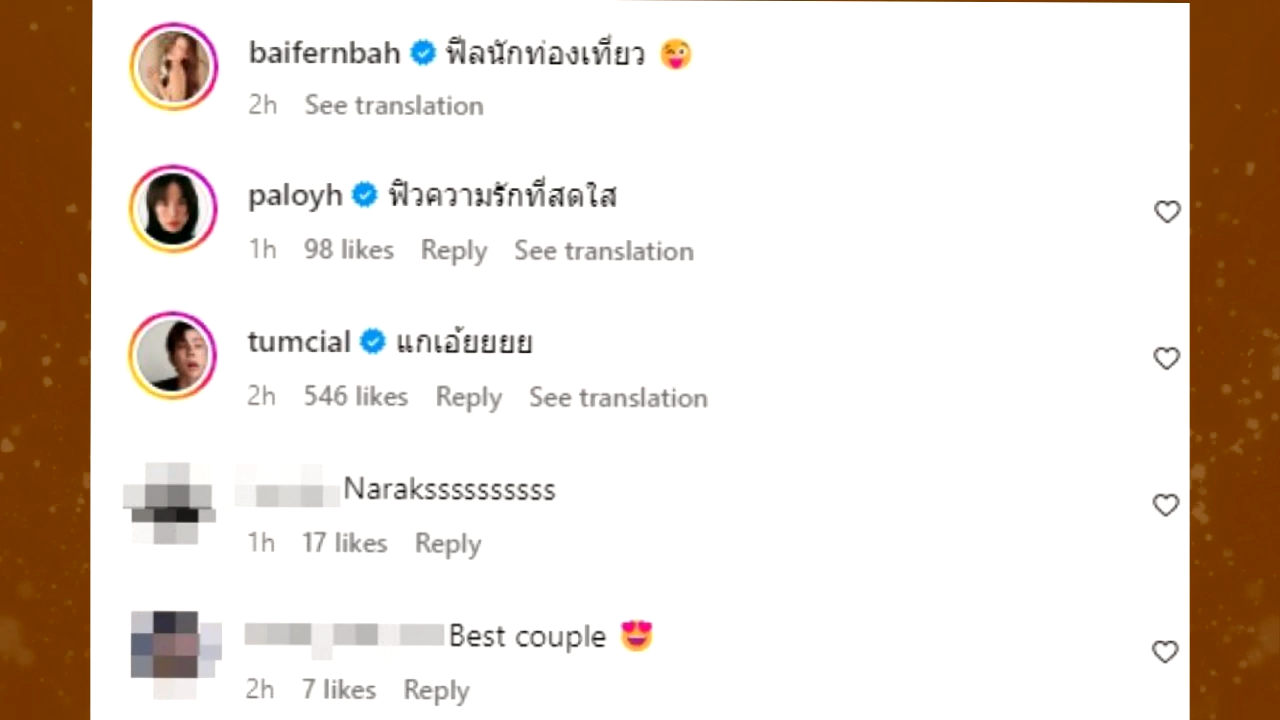 baifernbah ฟีลนักท่องเที่ยว 😜
2h See translation
paloyh ฟิวความรักที่สดใส
1h 98 likes Reply See translation
tumcial แกเอ้ยยยย
2h 546 likes Reply See translation
Naraksssssssssss
1h 17 likes Reply
Best couple 😍
2h 7 likes Reply